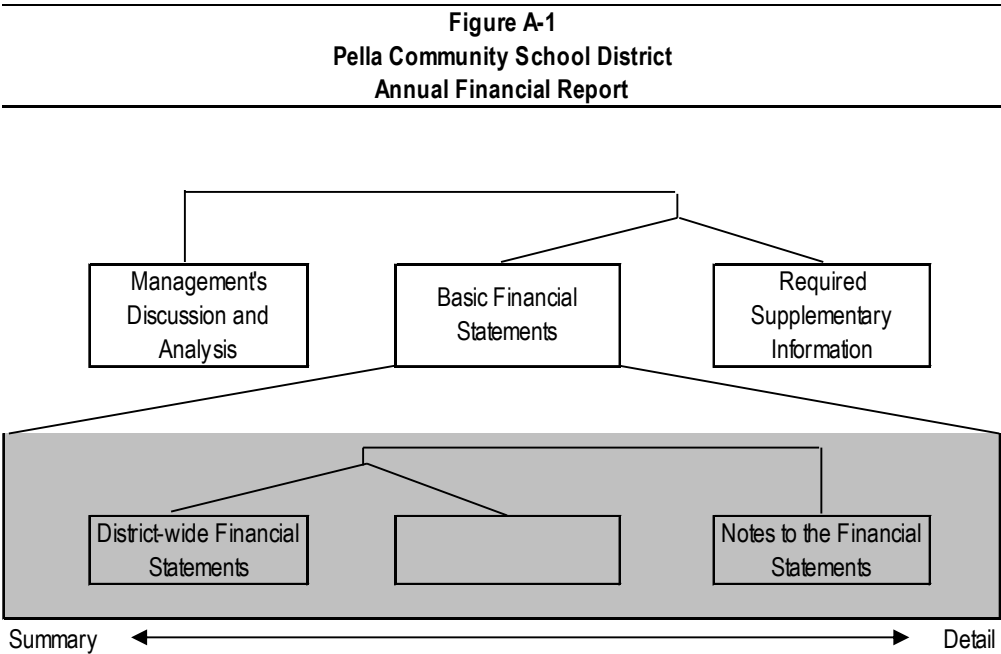 Figure A-1
Pella Community School District
Annual Financial Report
Management's
Discussion and
Analysis
Basic Financial
Statements
Required
Supplementary
Information
District-wide Financial
Statements
Notes to the Financial
Statements
Summary
Detail